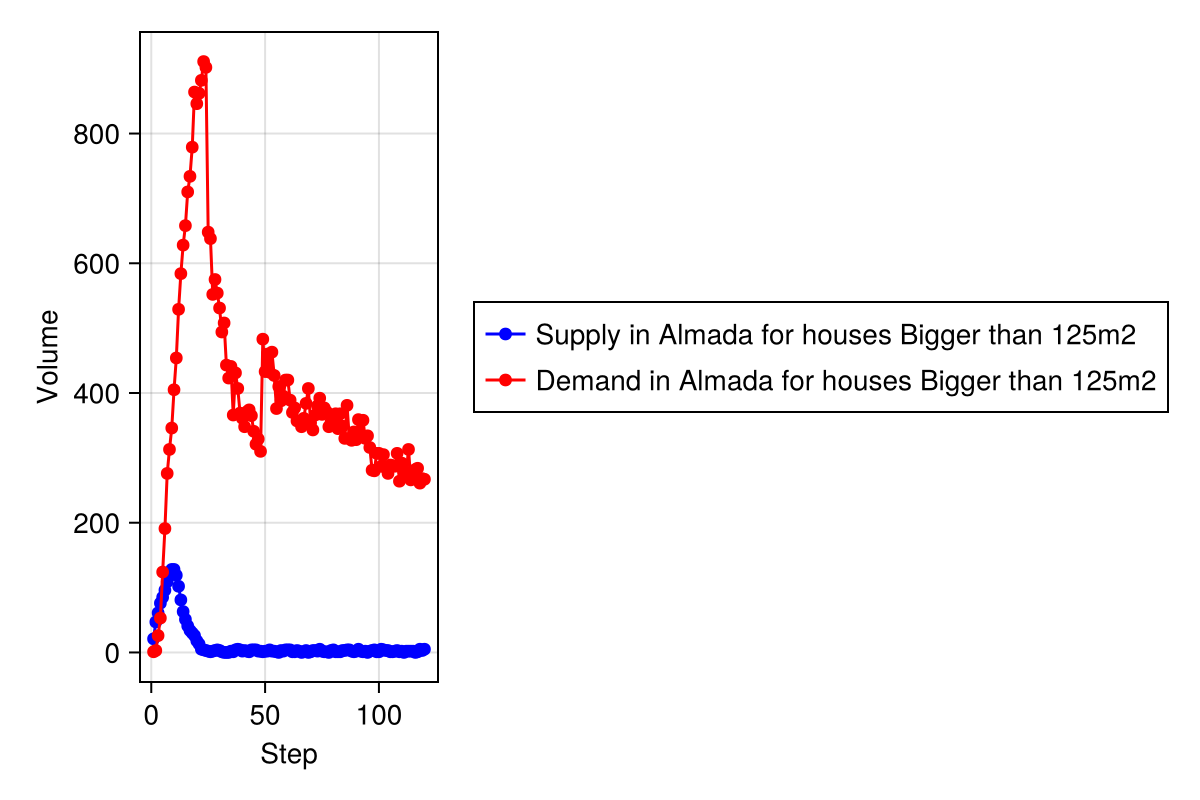 800
600
400
200
0
Volume
0 50 100
Step
Supply in Almada for houses Bigger than 125m2
Demand in Almada for houses Bigger than 125m2